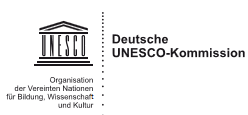 UNESCO
Organisation
der Vereinten Nationen
für Bildung, Wissenschaft
und Kultur
Deutsche
UNESCO-Kommission